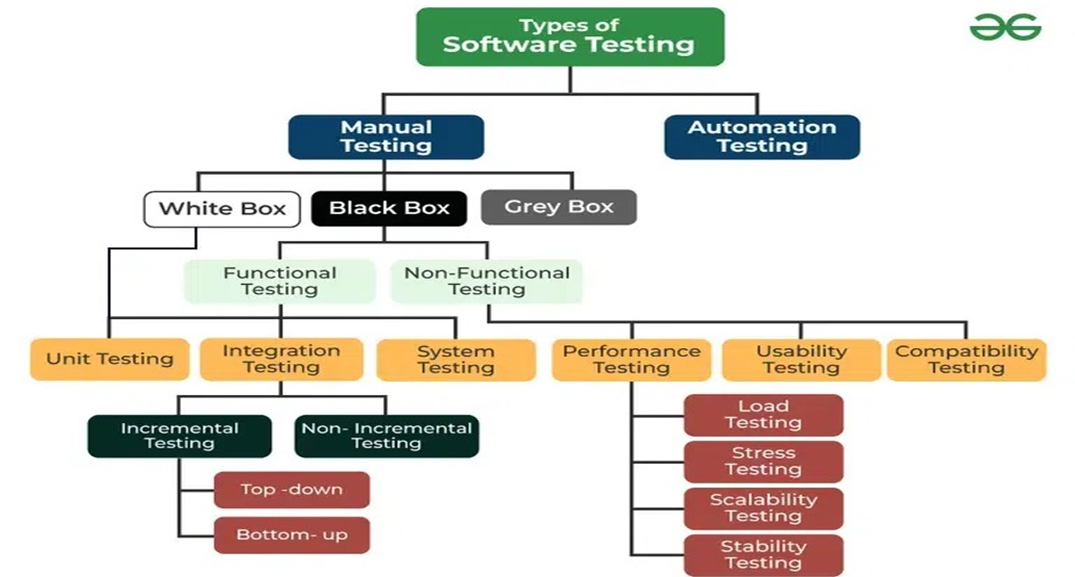 Types of
Software Testing
Manual
Testing
Automation
Testing
White Box
Black Box
Grey Box
Functional
Testing
Non-Functional
Testing
Unit Testing
Integration
Testing
System
Testing
Performance
Testing
Usability
Testing
Compatibility
Testing
Incremental
Testing
Non- Incremental
Testing
Load
Testing
Stress
Testing
Top -down
Scalability
Testing
Bottom- up
Stability
Testing